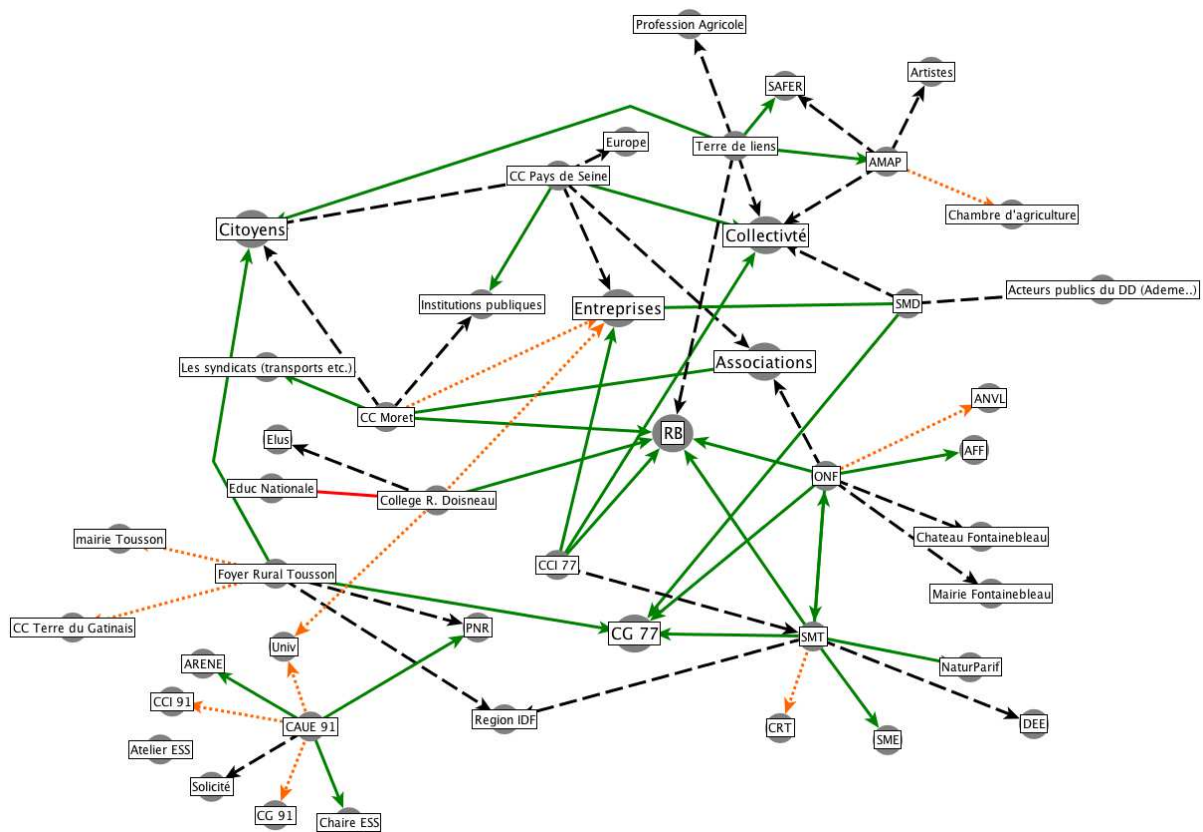 Profession Agricole
Artistes
SAFER
Europe
Terre de liens
AMAP
CC Pays de Seine
Chambre d'agriculture
Citoyens
Collectivté
Acteurs publics du DD (Ademe..)
Institutions publiques
Entreprises
SMD
Les syndicats (transports etc.)
Associations
ANVL
CC Moret
RB
Elus
AFF
ONF
Educ Nationale
College R. Doisneau
mairie Tousson
Chateau Fontainebleau
CCI 77
Foyer Rural Tousson
Mairie Fontainebleau
CC Terre du Gatinais
PNR
CG 77
SMT
Univ
ARENE
NaturParif
CCI 91
Region IDF
CAUE 91
CRT
DEE
SME
Atelier ESS
Solicité
CG 91
Chaire ESS